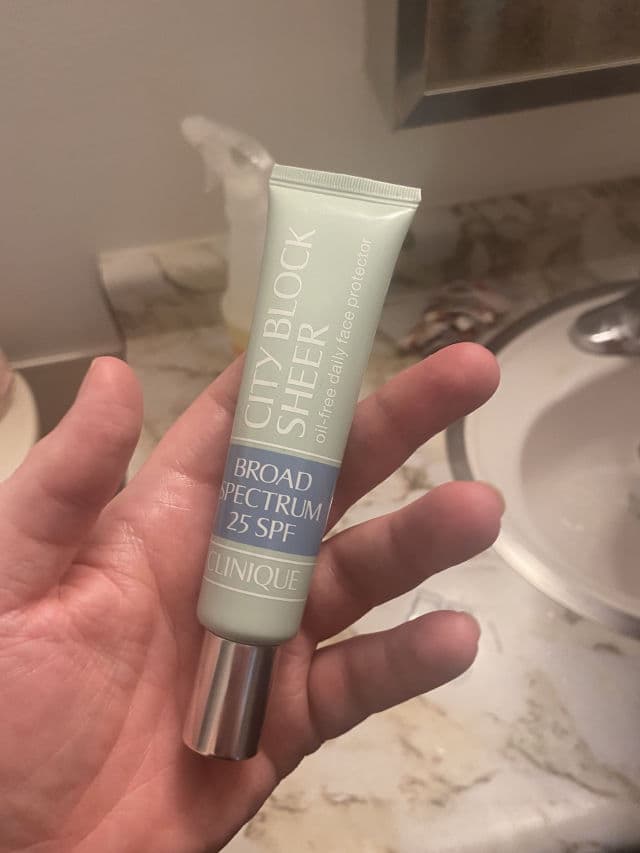 CITY BLOCK
SHEER
oil-free daily face protector
BROAD
SPECTRUM
25 SPF
CLINIQUE